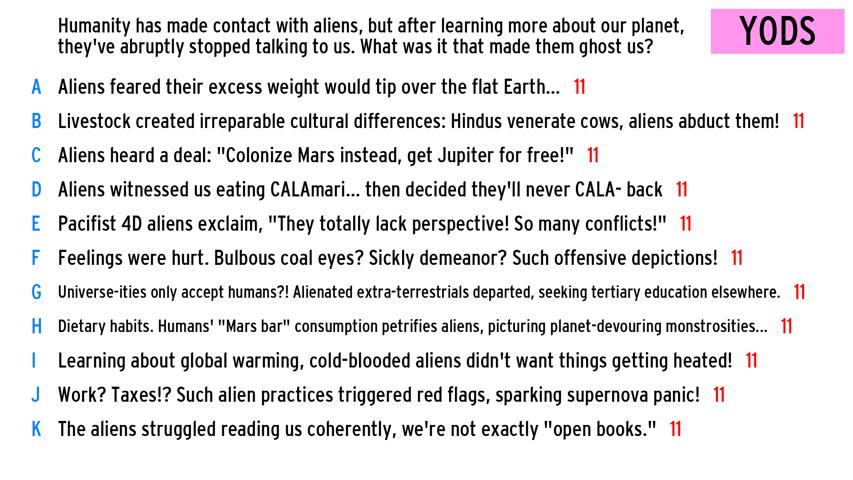 Humanity has made contact with aliens, but after learning more about our planet,
they've abruptly stopped talking to us. What was it that made them ghost us?
YODS
A Aliens feared their excess weight would tip over the flat Earth... 11
B Livestock created irreparable cultural differences: Hindus venerate cows, aliens abduct them! 11
C Aliens heard a deal: "Colonize Mars instead, get Jupiter for free!" 11
D Aliens witnessed us eating CALAmari... then decided they'll never CALA- back 11
E Pacifist 4D aliens exclaim, "They totally lack perspective! So many conflicts!" 11
F Feelings were hurt. Bulbous coal eyes? Sickly demeanor? Such offensive depictions! 11
G Universe-ities only accept humans?! Alienated extra-terrestrials departed, seeking tertiary education elsewhere. 11
H Dietary habits. Humans' "Mars bar" consumption petrifies aliens, picturing planet-devouring monstrosities... 11
I Learning about global warming, cold-blooded aliens didn't want things getting heated! 11
J Work? Taxes!? Such alien practices triggered red flags, sparking supernova panic! 11
K The aliens struggled reading us coherently, we're not exactly "open books." 11